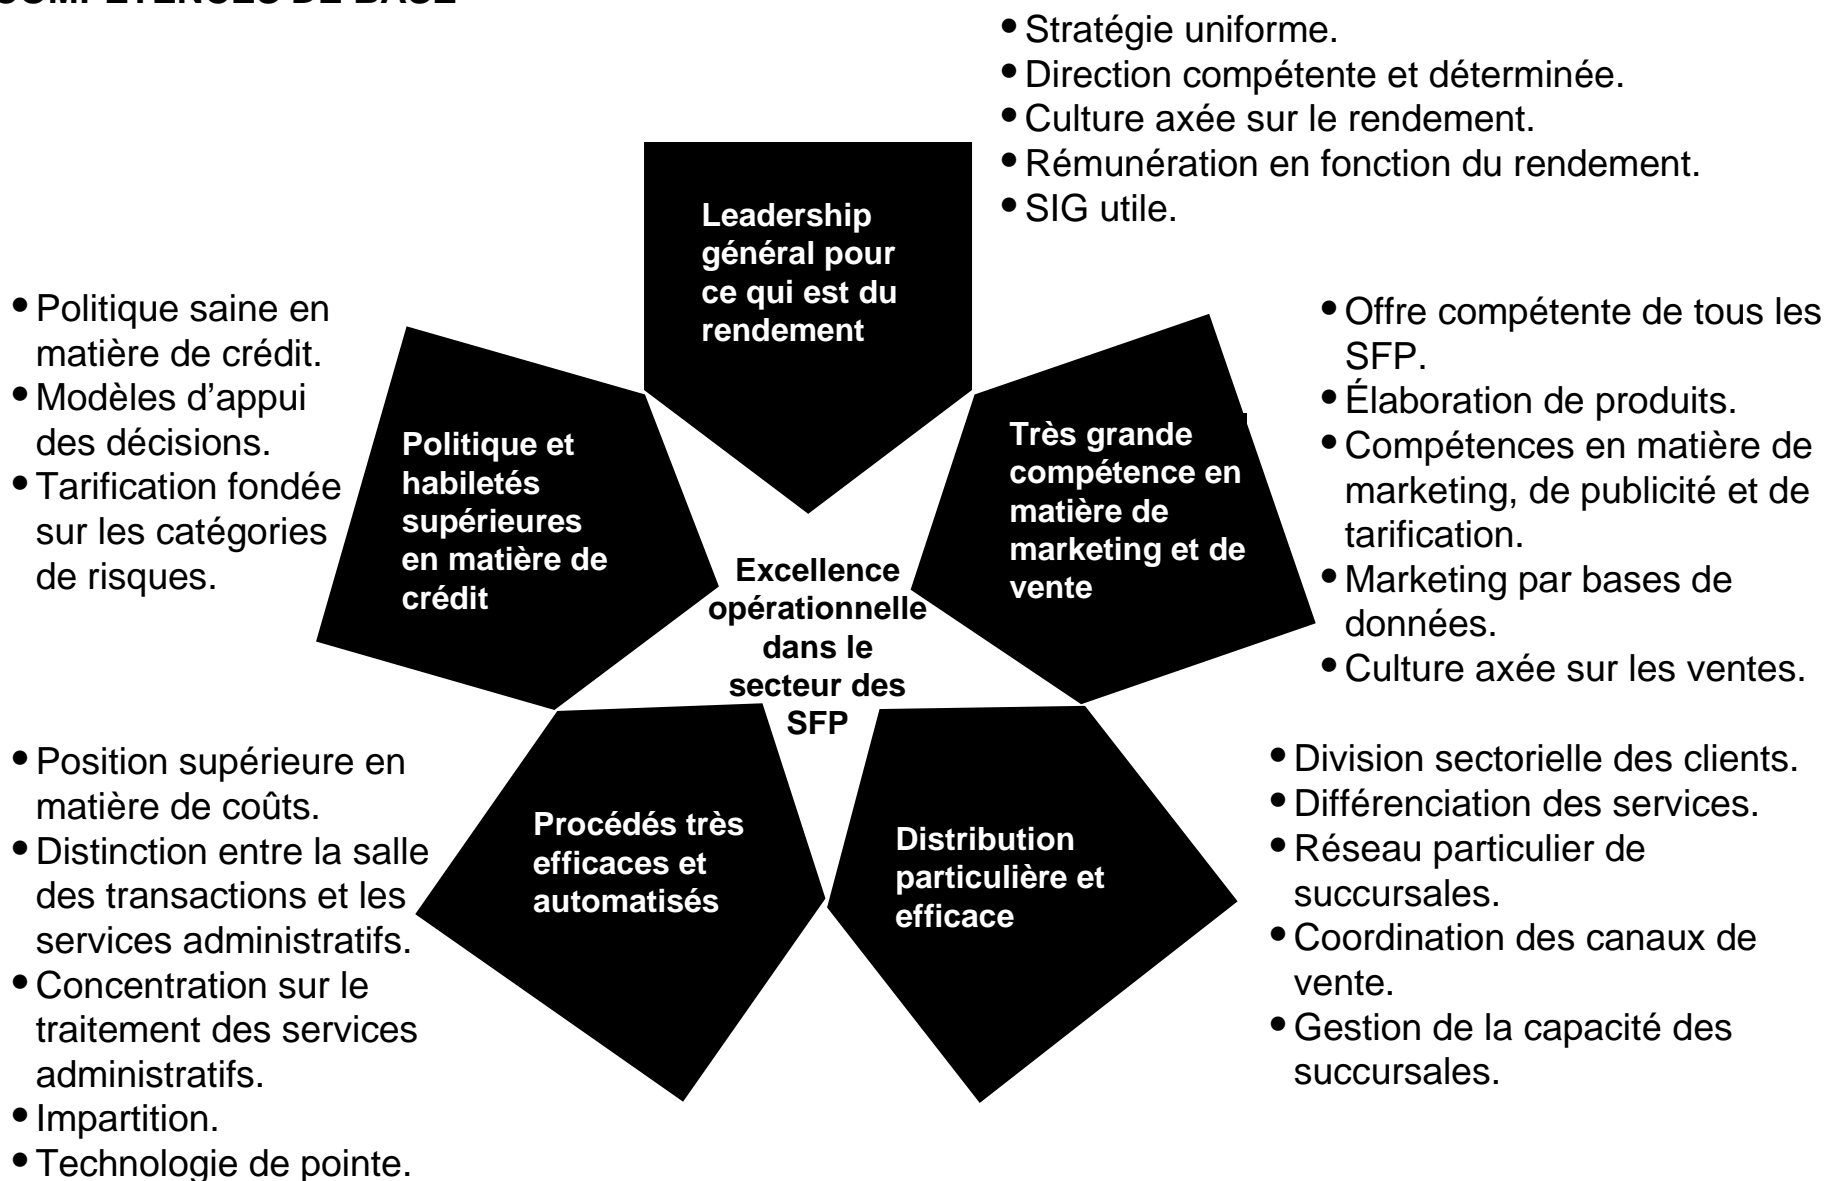 COMPÉTENCES DE BASE
• Stratégie uniforme.
• Direction compétente et déterminée.
• Culture axée sur le rendement.
• Rémunération en fonction du rendement.
• SIG utile.
Leadership
général pour
ce qui est du
rendement
• Politique saine en
matière de crédit.
• Modèles d’appui
des décisions.
• Tarification fondée
sur les catégories
de risques.
Politique et
habiletés
supérieures
en matière de
crédit
Très grande
compétence en
matière de
marketing et de
vente
• Offre compétente de tous les
SFP.
• Élaboration de produits.
• Compétences en matière de
marketing, de publicité et de
tarification.
• Marketing par bases de
données.
• Culture axée sur les ventes.
Excellence
opérationnelle
dans le
secteur des
SFP
• Position supérieure en
matière de coûts.
• Distinction entre la salle
des transactions et les
services administratifs.
• Concentration sur le
traitement des services
administratifs.
• Impartition.
• Technologie de pointe.
Procédés très
efficaces et
automatisés
Distribution
particulière et
efficace
• Division sectorielle des clients.
• Différenciation des services.
• Réseau particulier de
succursales.
• Coordination des canaux de
vente.
• Gestion de la capacité des
succursales.